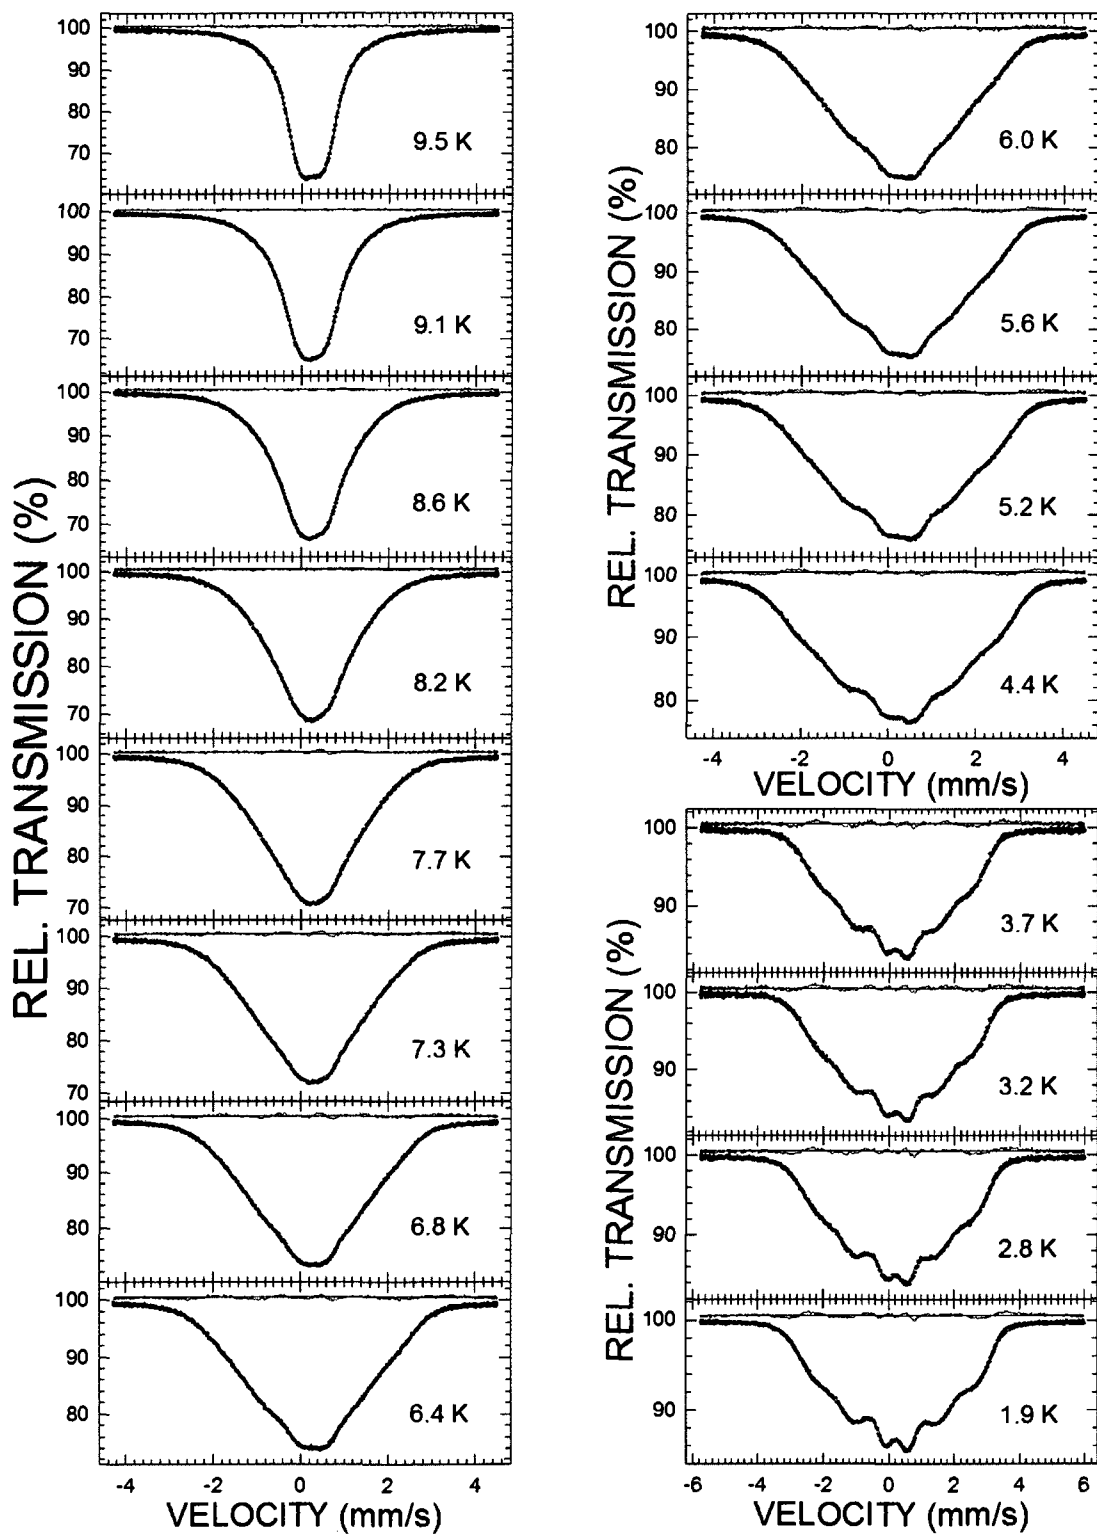 REL. TRANSMISSION (%)
100
90
80
70
9.5 K
100
90
80
70
9.1 K
100
90
80
70
8.6 K
100
90
80
70
8.2 K
100
90
80
70
7.7 K
100
90
80
70
7.3 K
100
90
80
6.8 K
100
90
80
6.4 K
-4 -2 0 2 4
VELOCITY (mm/s)
REL. TRANSMISSION (%)
100
90
80
6.0 K
100
90
80
5.6 K
100
90
80
5.2 K
100
90
80
4.4 K
-4 -2 0 2 4
VELOCITY (mm/s)
REL. TRANSMISSION (%)
100
90
3.7 K
100
90
3.2 K
100
90
2.8 K
100
90
1.9 K
-6 -4 -2 0 2 4 6
VELOCITY (mm/s)